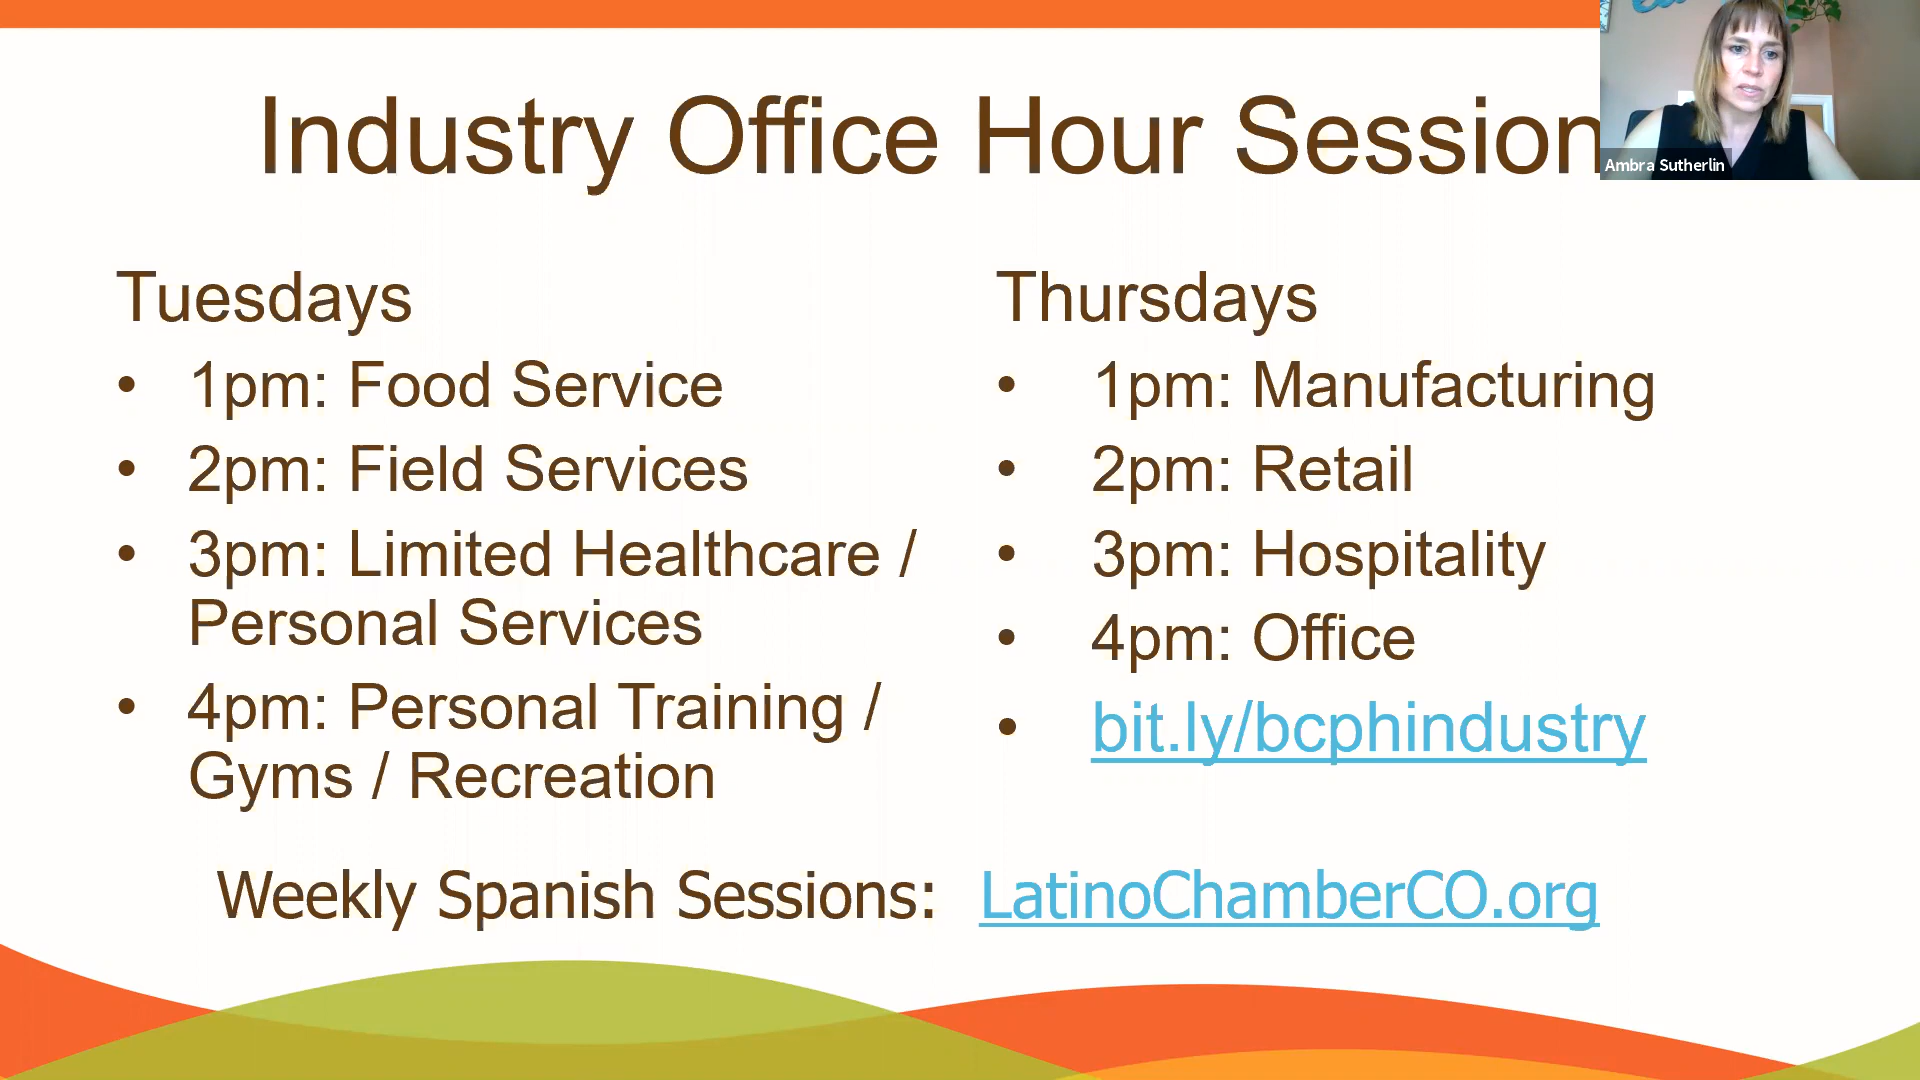 Industry Office Hour Session
Ambra Sutherlin
Tuesdays
• 1pm: Food Service
• 2pm: Field Services
• 3pm: Limited Healthcare /
Personal Services
• 4pm: Personal Training /
Gyms / Recreation
Thursdays
• 1pm: Manufacturing
• 2pm: Retail
• 3pm: Hospitality
• 4pm: Office
• bit.ly/bcphindustry
Weekly Spanish Sessions: LatinoChamberCO.org